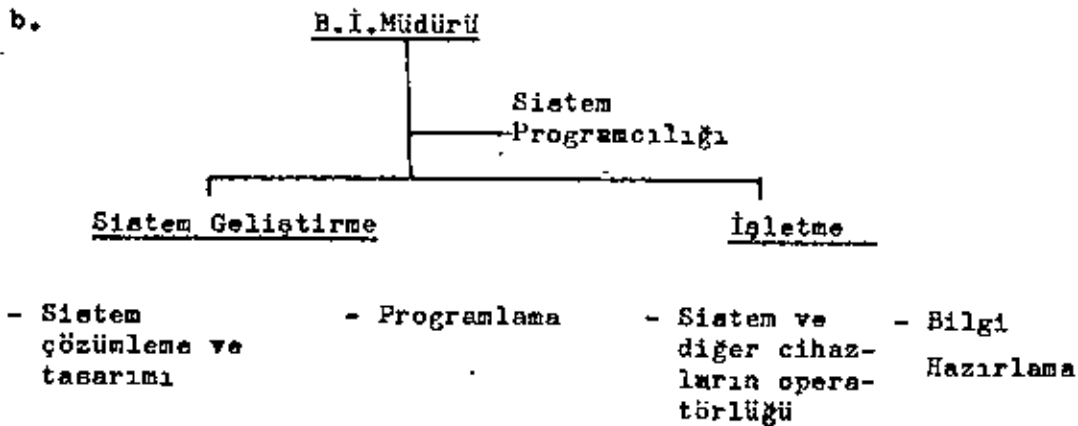 b.
B.İ.Müdürü
Sistem
Programcılığı
Sistem Geliştirme
İşletme
- Sistem
çözümleme ve
tasarımı
- Programlama
- Sistem ve
diğer cihaz-
ların opera-
törlüğü
- Bilgi
Hazırlama